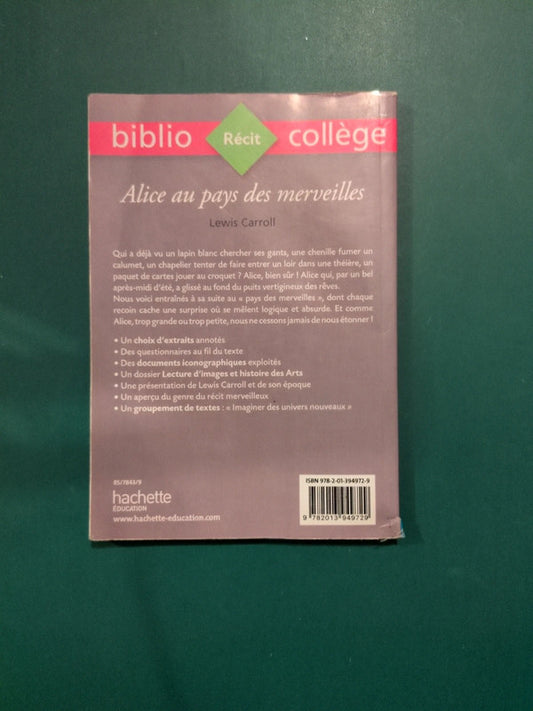 biblio Récit collège
Alice au pays des merveilles
Lewis Carroll
Qui a déjà vu un lapin blanc chercher ses gants, une chenille fumer un
calumet, un chapelier tenter de faire entrer un loir dans une théière, un
paquet de cartes jouer au croquet ? Alice, bien sûr ! Alice qui, par un bel
après-midi d'été, a glissé au fond du puits vertigineux des rêves.
Nous voici entraînés à sa suite au « pays des merveilles », dont chaque
recoin cache une surprise où se mêlent logique et absurde. Et comme
Alice, trop grande ou trop petite, nous ne cessons jamais de nous étonner !
• Un choix d'extraits annotés
• Des questionnaires au fil du texte
• Des documents iconographiques exploités
• Un dossier Lecture d'images et histoire des Arts
• Une présentation de Lewis Carroll et de son époque
• Un aperçu du genre du récit merveilleux
• Un groupement de textes : « Imaginer des univers nouveaux »
85/7843/9
hachette
ÉDUCATION
www.hachette-education.com
ISBN 978-2-01-394972-9
9 782013 949729